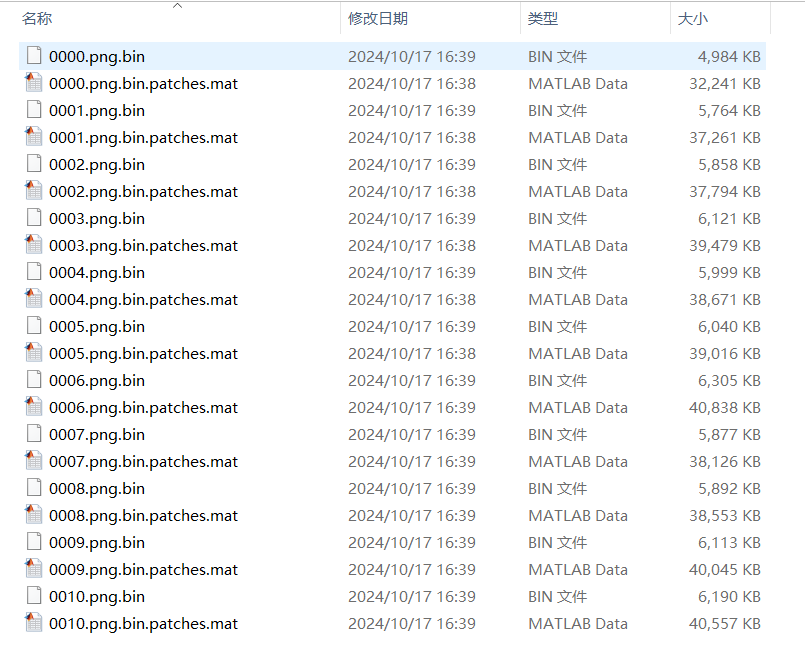 名称 修改日期 类型 大小
0000.png.bin 2024/10/17 16:39 BIN 文件 4,984 KB
0000.png.bin.patches.mat 2024/10/17 16:38 MATLAB Data 32,241 KB
0001.png.bin 2024/10/17 16:39 BIN 文件 5,764 KB
0001.png.bin.patches.mat 2024/10/17 16:38 MATLAB Data 37,261 KB
0002.png.bin 2024/10/17 16:39 BIN 文件 5,858 KB
0002.png.bin.patches.mat 2024/10/17 16:38 MATLAB Data 37,794 KB
0003.png.bin 2024/10/17 16:39 BIN 文件 6,121 KB
0003.png.bin.patches.mat 2024/10/17 16:38 MATLAB Data 39,479 KB
0004.png.bin 2024/10/17 16:39 BIN 文件 5,999 KB
0004.png.bin.patches.mat 2024/10/17 16:38 MATLAB Data 38,671 KB
0005.png.bin 2024/10/17 16:39 BIN 文件 6,040 KB
0005.png.bin.patches.mat 2024/10/17 16:38 MATLAB Data 39,016 KB
0006.png.bin 2024/10/17 16:39 BIN 文件 6,305 KB
0006.png.bin.patches.mat 2024/10/17 16:39 MATLAB Data 40,838 KB
0007.png.bin 2024/10/17 16:39 BIN 文件 5,877 KB
0007.png.bin.patches.mat 2024/10/17 16:39 MATLAB Data 38,126 KB
0008.png.bin 2024/10/17 16:39 BIN 文件 5,892 KB
0008.png.bin.patches.mat 2024/10/17 16:39 MATLAB Data 38,553 KB
0009.png.bin 2024/10/17 16:39 BIN 文件 6,113 KB
0009.png.bin.patches.mat 2024/10/17 16:39 MATLAB Data 40,045 KB
0010.png.bin 2024/10/17 16:39 BIN 文件 6,190 KB
0010.png.bin.patches.mat 2024/10/17 16:39 MATLAB Data 40,557 KB